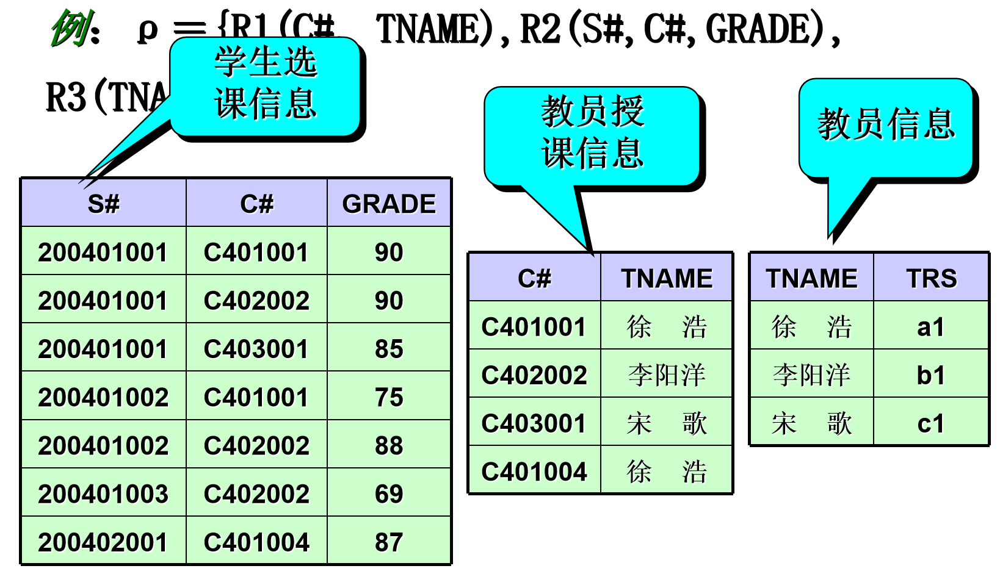 例： ρ＝{R1(C#, TNAME),R2(S#,C#,GRADE),
R3(TNA
学生选
课信息
教员授
课信息
教员信息
S# C# GRADE
200401001 C401001 90
200401001 C402002 90
200401001 C403001 85
200401002 C401001 75
200401002 C402002 88
200401003 C402002 69
200402001 C401004 87
C# TNAME
C401001 徐 浩
C402002 李阳洋
C403001 宋 歌
C401004 徐 浩
TNAME TRS
徐 浩 a1
李阳洋 b1
宋 歌 c1